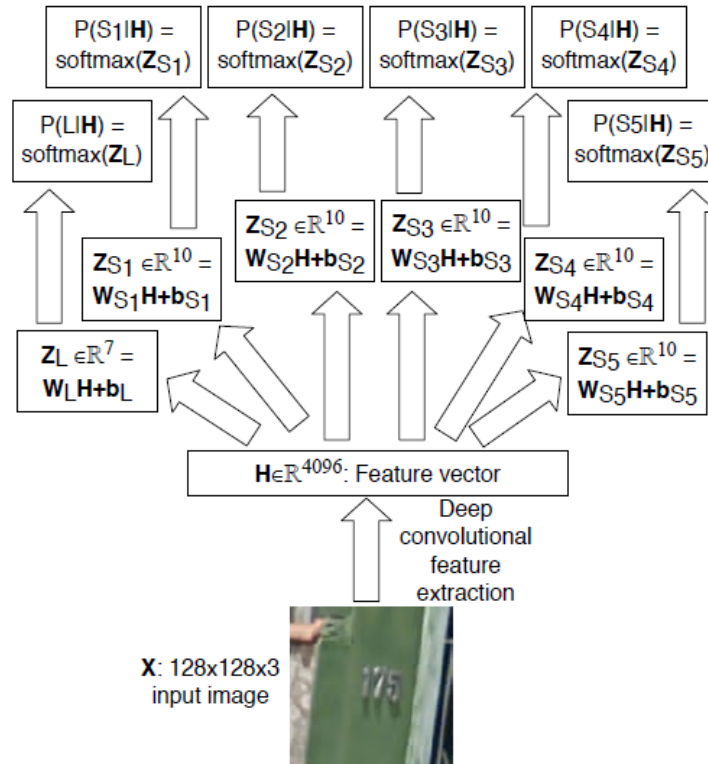 P(S1|H) =
softmax(ZS1)
P(S2|H) =
softmax(ZS2)
P(S3|H) =
softmax(ZS3)
P(S4|H) =
softmax(ZS4)
P(L|H) =
softmax(ZL)
P(S5|H) =
softmax(ZS5)
ZS1 ∈ℝ¹⁰ =
WS1H+bS1
ZS2 ∈ℝ¹⁰ =
WS2H+bS2
ZS3 ∈ℝ¹⁰ =
WS3H+bS3
ZS4 ∈ℝ¹⁰ =
WS4H+bS4
ZL ∈ℝ⁷ =
WLH+bL
ZS5 ∈ℝ¹⁰ =
WS5H+bS5
H∈ℝ⁴⁰⁹⁶: Feature vector
Deep
convolutional
feature
extraction
X: 128x128x3
input image
175